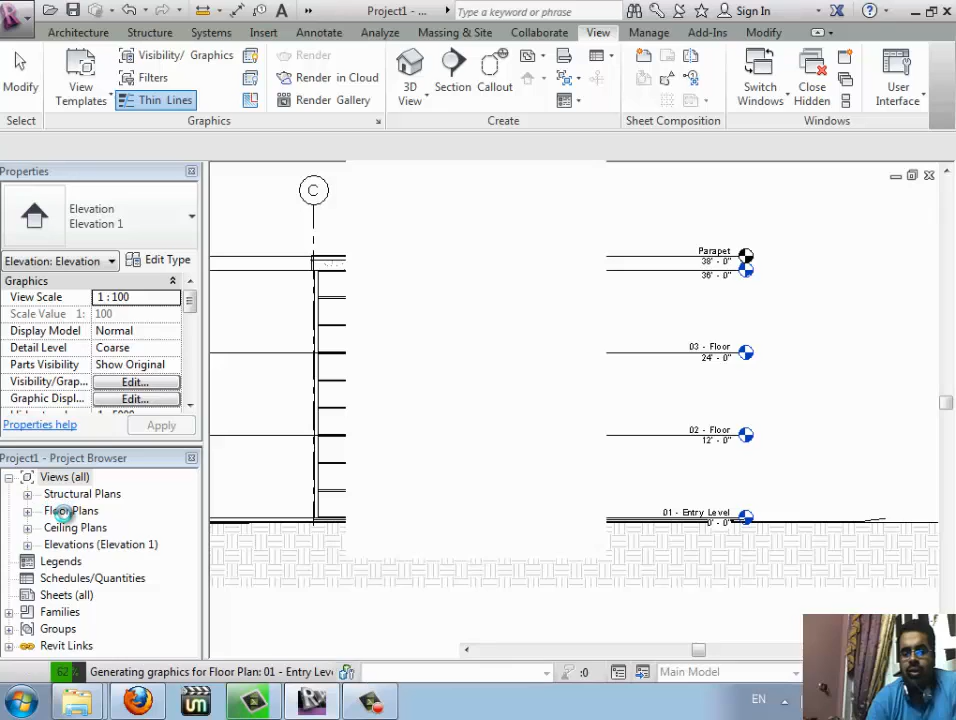 Project1 - ...
Type a keyword or phrase
Sign In
Architecture Structure Systems Insert Annotate Analyze Massing & Site Collaborate View Manage Add-Ins Modify
Modify
View Templates
Visibility/ Graphics
Filters
Thin Lines
Render
Render in Cloud
Render Gallery
3D View
Section
Callout
Switch Windows
Close Hidden
User Interface
Select
Graphics
Create
Sheet Composition
Windows
Properties
Elevation
Elevation 1
Elevation: Elevation
Edit Type
Graphics
View Scale 1 : 100
Scale Value 1: 100
Display Model Normal
Detail Level Coarse
Parts Visibility Show Original
Visibility/Grap... Edit...
Graphic Displ... Edit...
Properties help
Apply
Project1 - Project Browser
Views (all)
Structural Plans
Floor Plans
Ceiling Plans
Elevations (Elevation 1)
Legends
Schedules/Quantities
Sheets (all)
Families
Groups
Revit Links
C
Parapet
38' - 0"
36' - 0"
03 - Floor
24' - 0"
02 - Floor
12' - 0"
01 - Entry Level
0' - 0"
62
Generating graphics for Floor Plan: 01 - Entry Leve
:0
Main Model
EN